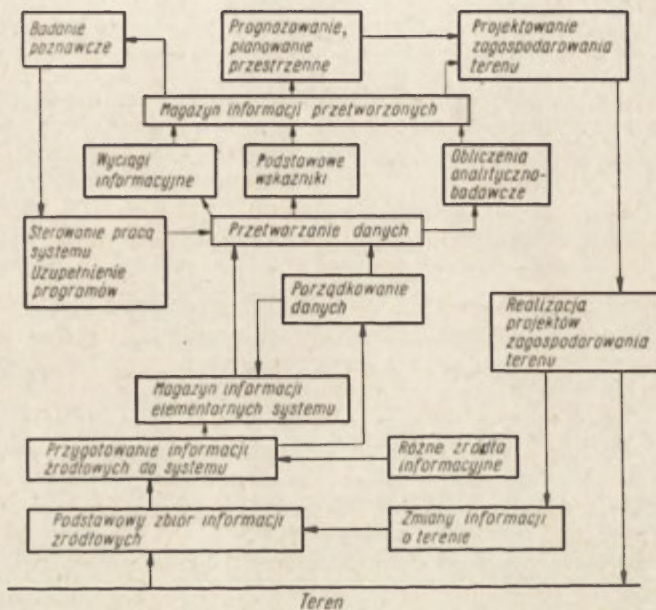 Badanie
poznawcze
Prognozowanie,
planowanie
przestrzenne
Projektowanie
zagospodarowania
terenu
Magazyn informacji przetworzonych
Wyciągi
informacyjne
Podstawowe
wskaźniki
Obliczenia
analityczno-
badawcze
Sterowanie pracą
systemu
Uzupełnienie
programów
Przetwarzanie danych
Porządkowanie
danych
Realizacja
projektów
zagospodarowania
terenu
Magazyn informacji
elementarnych systemu
Przygotowanie informacji
źródłowych do systemu
Różne źródła
informacyjne
Podstawowy zbiór informacji
źródłowych
Zmiany informacji
o terenie
Teren